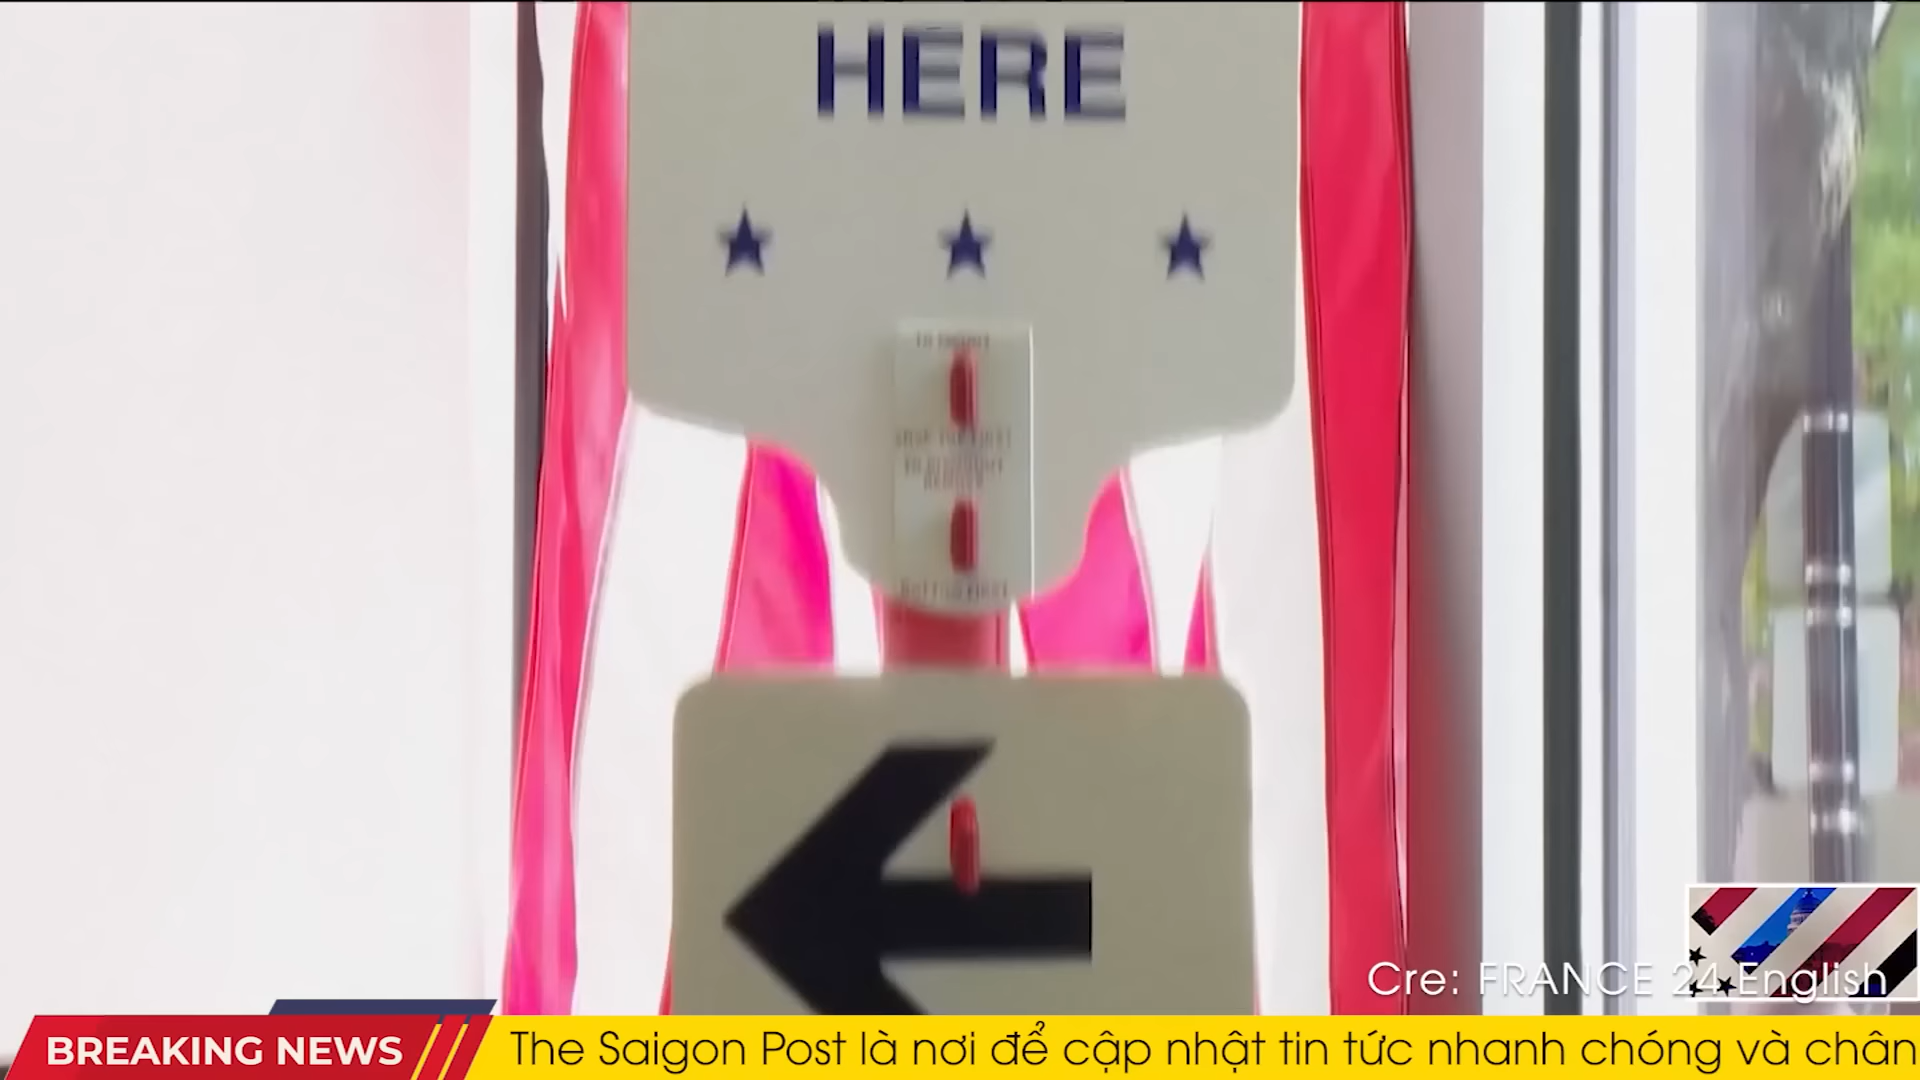 HERE
Cre: FRANCE 24 English
BREAKING NEWS
The Saigon Post là nơi để cập nhật tin tức nhanh chóng và chân